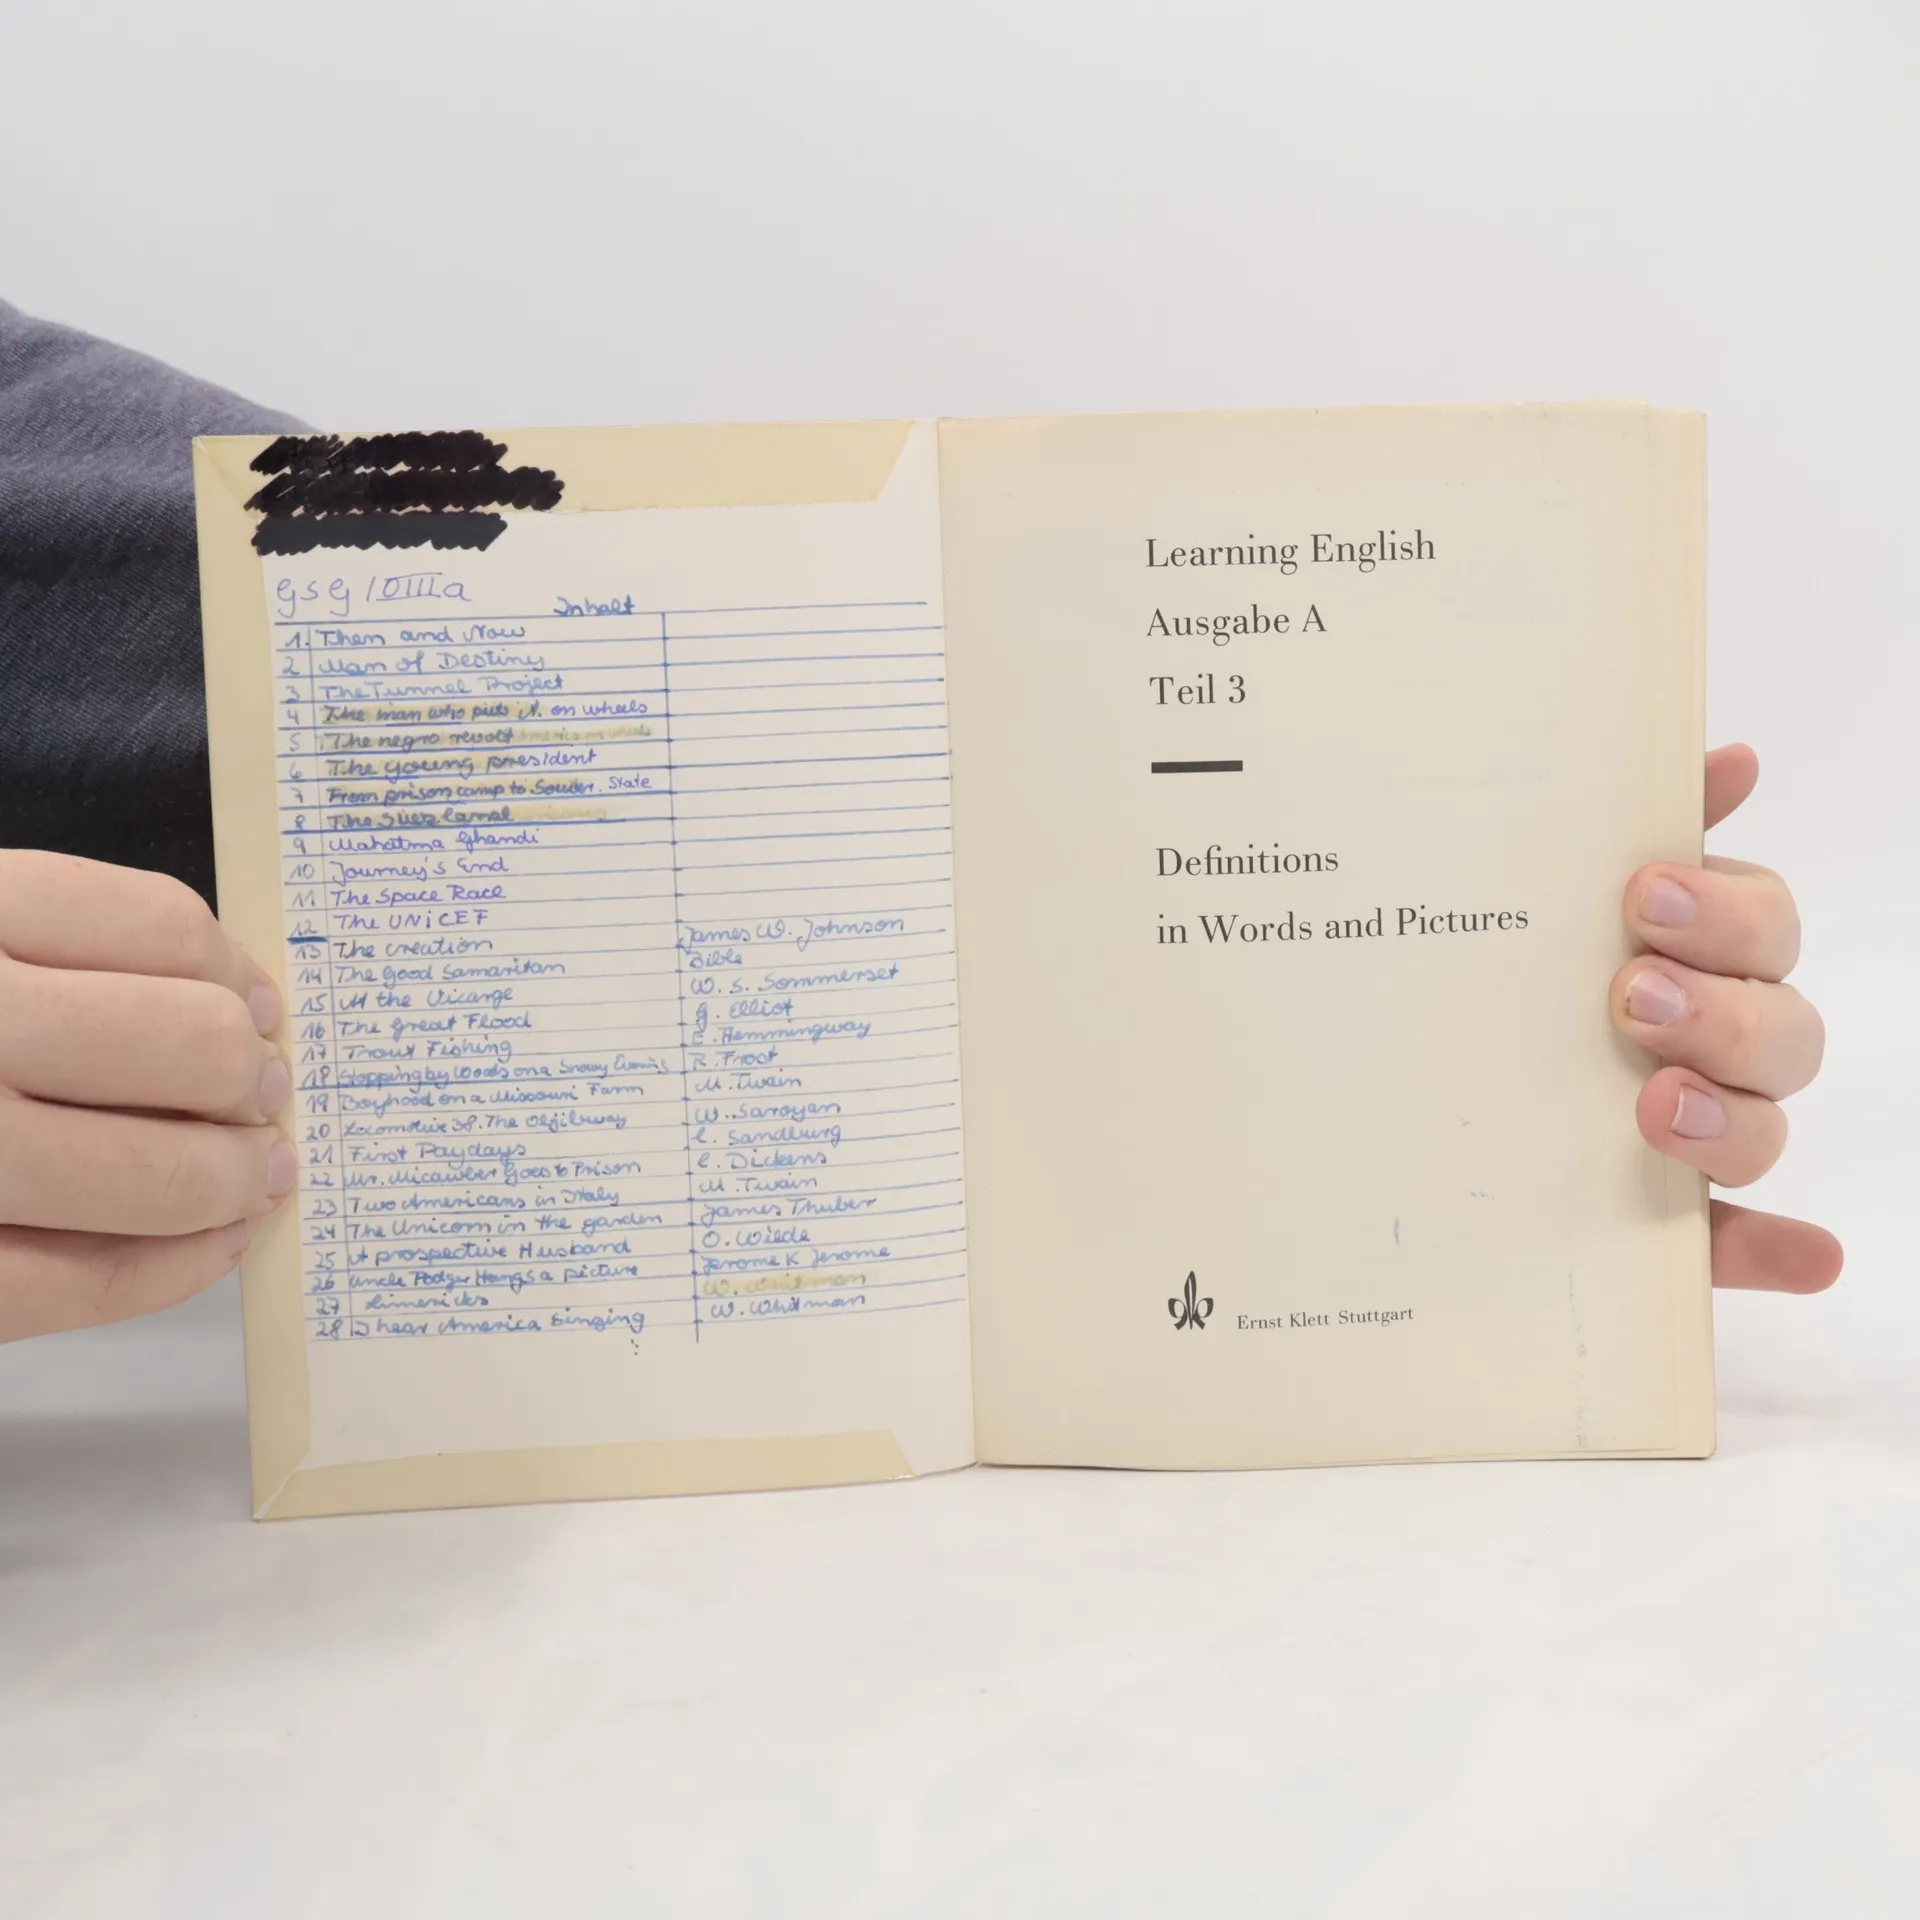 gsg / OIIIa
Inhalt
1. Then and Now
2 Man of Destiny
3 The Tunnel Project
4 The man who puts A. on wheels
5 The negro revolt
6 The young president
7 From prison camp to State
8 The Suez Canal
9 Mahatma Ghandi
10 Journey's End
11 The Space Race
12 The UNiCEF
13 The creation James W. Johnson
14 The Good Samaritan Bible
15 At the Vicarge W. S. Sommerset
16 The great Flood G. Elliot
17 Trout Fishing E. Hemmingway
18 Stopping by woods on a Snowy Evening R. Frost
19 Boyhood on a Missouri Farm M. Twain
20 Locomotive 38. The Oejibway W. Saroyan
21 First Paydays C. Sandburg
22 Mr. Micawber Goes to Prison C. Dickens
23 Two Americans in Italy M. Twain
24 The Unicorn in the garden James Thuber
25 A prospective Husband O. Wilde
26 Uncle Podger Hangs a picture Jerome K Jerome
27 Limericks W. Whitman
28 I hear America Singing W. Whitman
Learning English
Ausgabe A
Teil 3
Definitions
in Words and Pictures
Ernst Klett Stuttgart